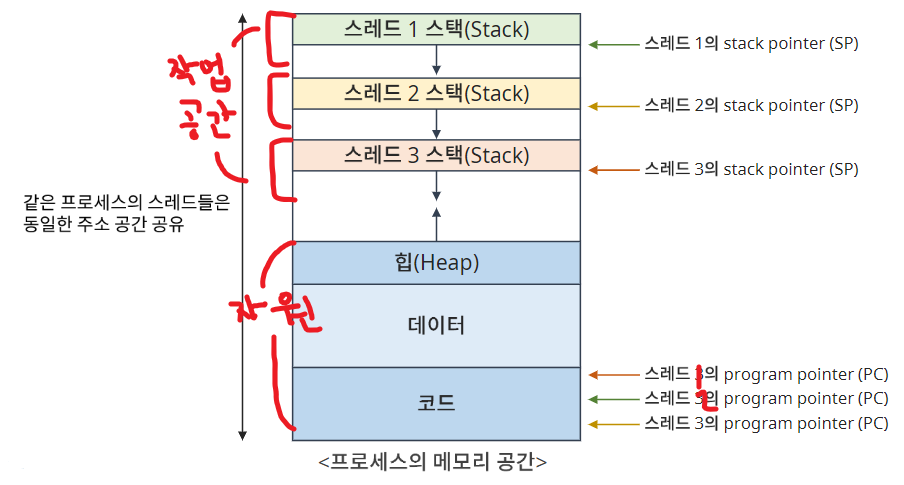 스레드 1 스택(Stack)
스레드 1의 stack pointer (SP)
작업
공간
스레드 2 스택(Stack)
스레드 2의 stack pointer (SP)
스레드 3 스택(Stack)
스레드 3의 stack pointer (SP)
같은 프로세스의 스레드들은
동일한 주소 공간 공유
힙(Heap)
자원
데이터
코드
스레드 1의 program pointer (PC)
스레드 2의 program pointer (PC)
스레드 3의 program pointer (PC)
<프로세스의 메모리 공간>